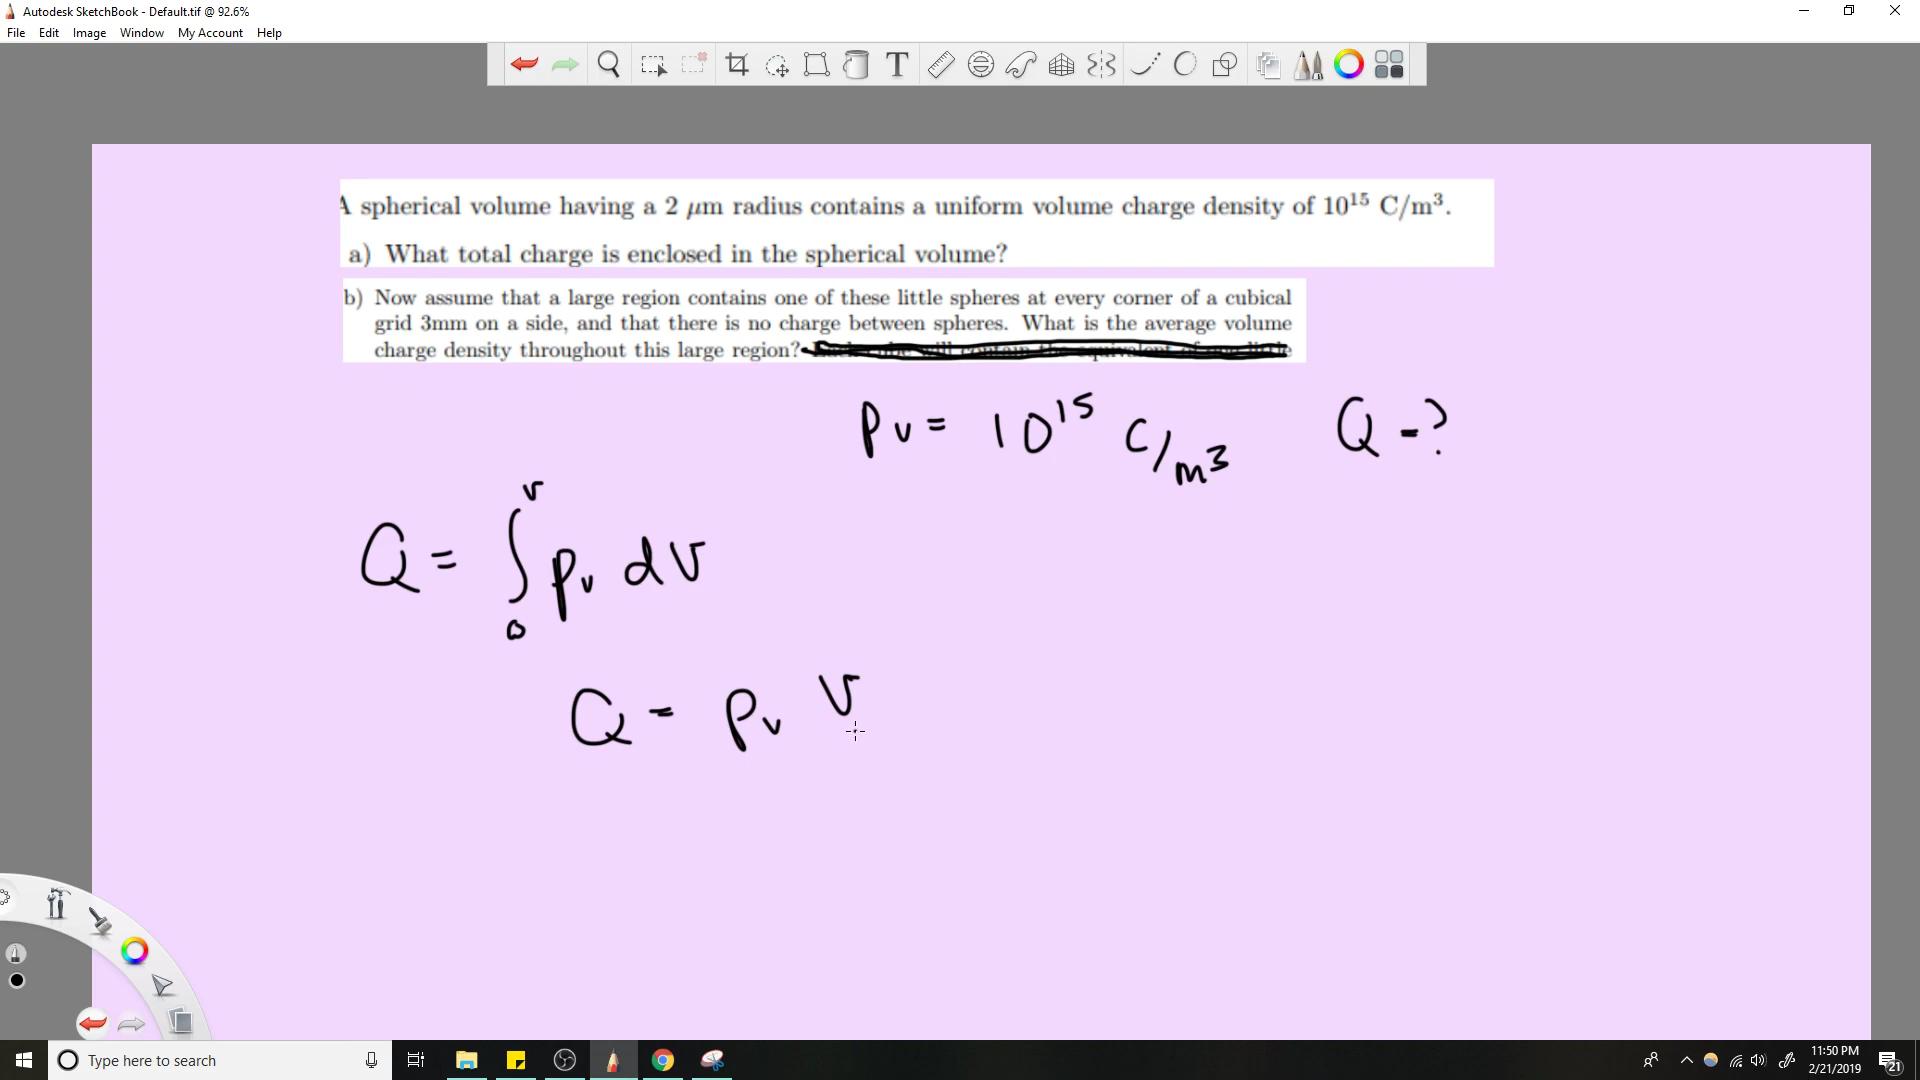 Autodesk SketchBook - Default.tif @ 92.6%
File Edit Image Window My Account Help
T
A spherical volume having a 2 μm radius contains a uniform volume charge density of 10¹⁵ C/m³.
a) What total charge is enclosed in the spherical volume?
b) Now assume that a large region contains one of these little spheres at every corner of a cubical
grid 3mm on a side, and that there is no charge between spheres. What is the average volume
charge density throughout this large region?
ρv = 10¹⁵ C/m³ Q = ?
Q = ∫₀ᵛ ρv dv
Q = ρv V
Type here to search
11:50 PM
2/21/2019
21